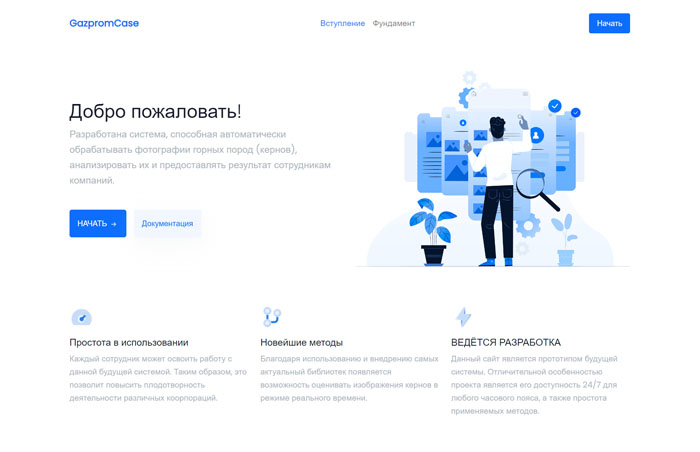 GazpromCase
Вступление Фундамент
Начать
Добро пожаловать!
Разработана система, способная автоматически
обрабатывать фотографии горных пород (кернов),
анализировать их и предоставлять результат сотрудникам
компаний.
НАЧАТЬ →
Документация
Простота в использовании
Каждый сотрудник может освоить работу с
данной будущей системой. Таким образом, это
позволит повысить плодотворность
деятельности различных коорпораций.
Новейшие методы
Благодаря использованию и внедрению самых
актуальный библиотек появляется
возможность оценивать изображения кернов в
режиме реального времени.
ВЕДЁТСЯ РАЗРАБОТКА
Данный сайт является прототипом будущей
системы. Отличительной особенностью
проекта является его доступность 24/7 для
любого часового пояса, а также простота
применяемых методов.